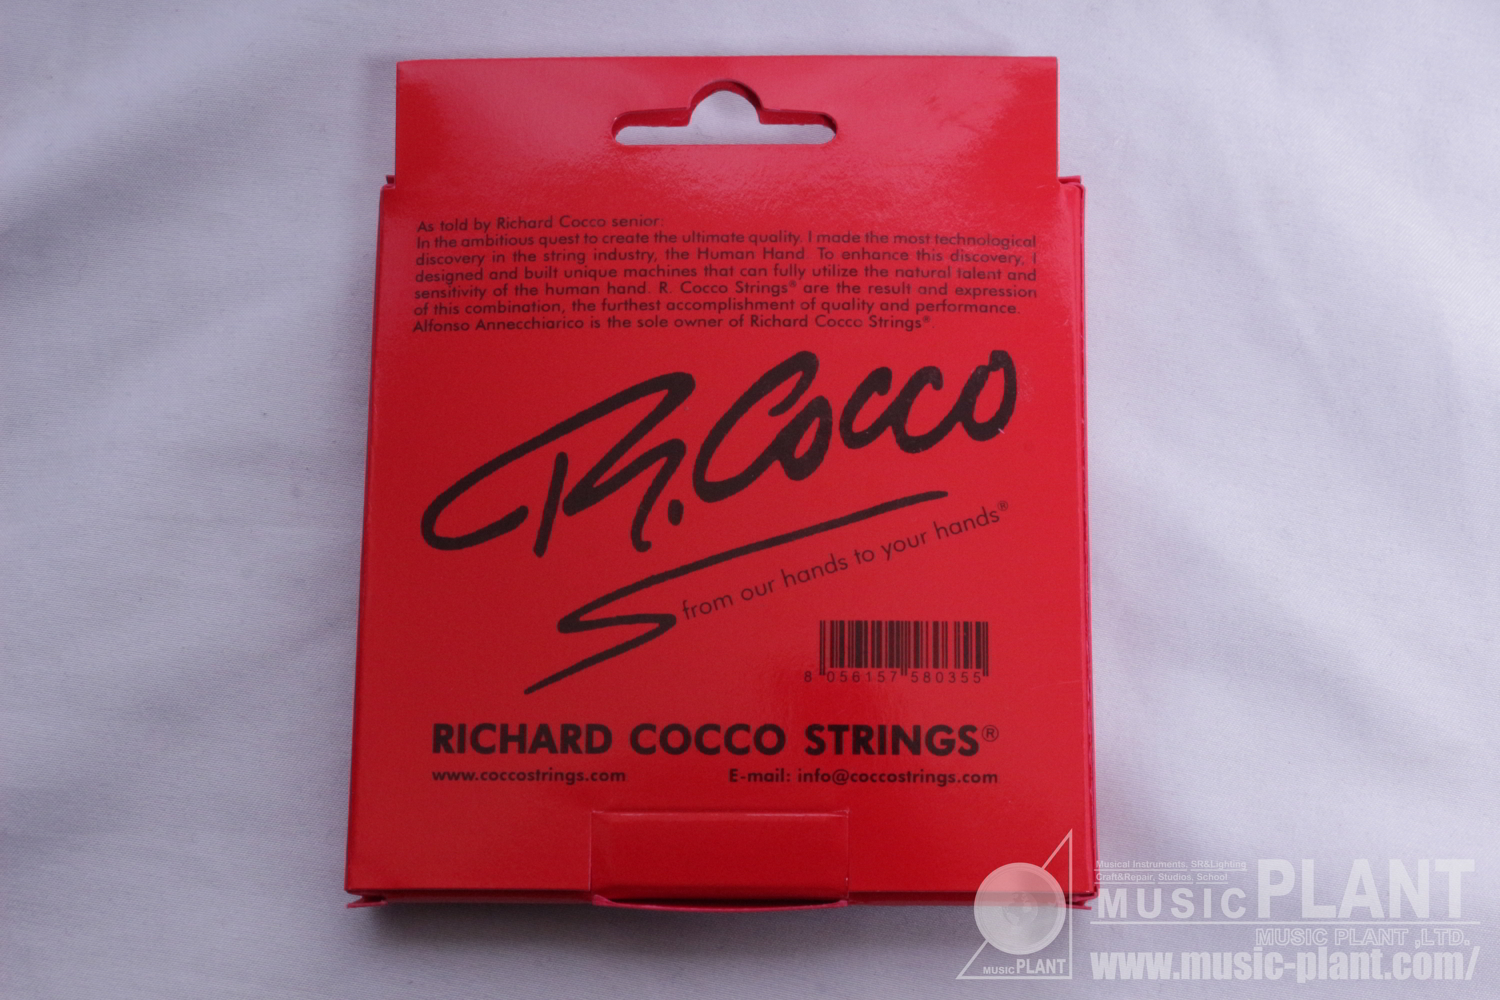 As told by Richard Cocco senior:
In the ambitious quest to create the ultimate quality. I made the most technological
discovery in the string industry, the Human Hand. To enhance this discovery, I
designed and built unique machines that can fully utilize the natural talent and
sensitivity of the human hand. R. Cocco Strings® are the result and expression
of this combination, the furthest accomplishment of quality and performance.
Alfonso Annecchiarico is the sole owner of Richard Cocco Strings®.
R. Cocco
from our hands to your hands®
8 056157 580355
RICHARD COCCO STRINGS®
www.coccostrings.com E-mail: info@coccostrings.com
Musical Instruments, SR&Lighting
Craft&Repair, Studios, School
MUSIC PLANT
MUSIC PLANT ,LTD.
MUSIC PLANT
www.music-plant.com/